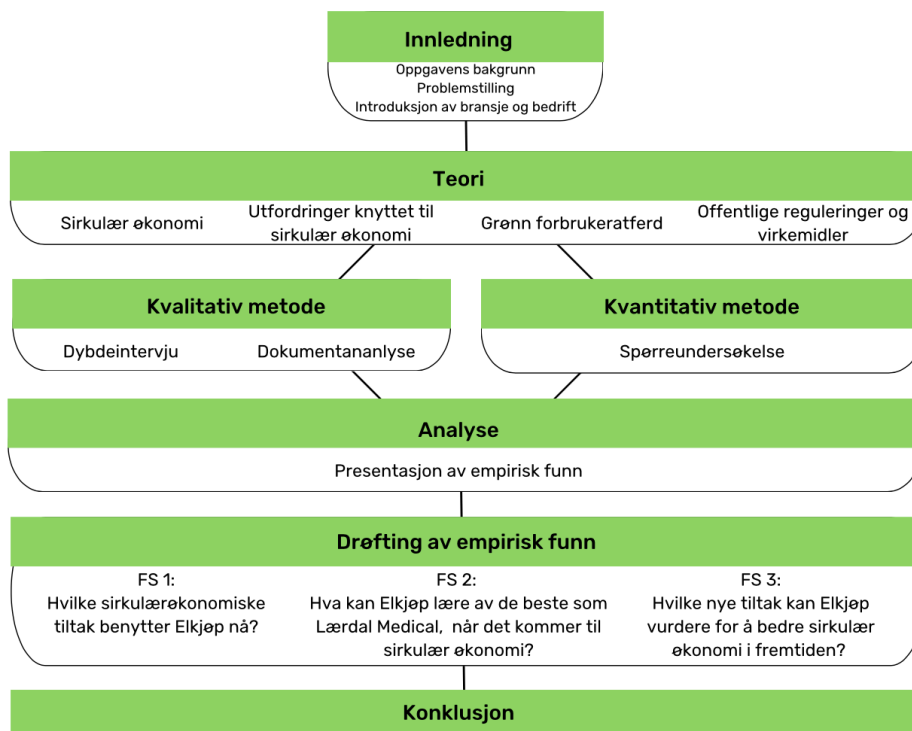 Innledning
Oppgavens bakgrunn
Problemstilling
Introduksjon av bransje og bedrift
Teori
Sirkulær økonomi
Utfordringer knyttet til
sirkulær økonomi
Grønn forbrukeratferd
Offentlige reguleringer og
virkemidler
Kvalitativ metode
Dybdeintervju
Dokumentananlyse
Kvantitativ metode
Spørreundersøkelse
Analyse
Presentasjon av empirisk funn
Drøfting av empirisk funn
FS 1:
Hvilke sirkulærøkonomiske
tiltak benytter Elkjøp nå?
FS 2:
Hva kan Elkjøp lære av de beste som
Lærdal Medical, når det kommer til
sirkulær økonomi?
FS 3:
Hvilke nye tiltak kan Elkjøp
vurdere for å bedre sirkulær
økonomi i fremtiden?
Konklusjon